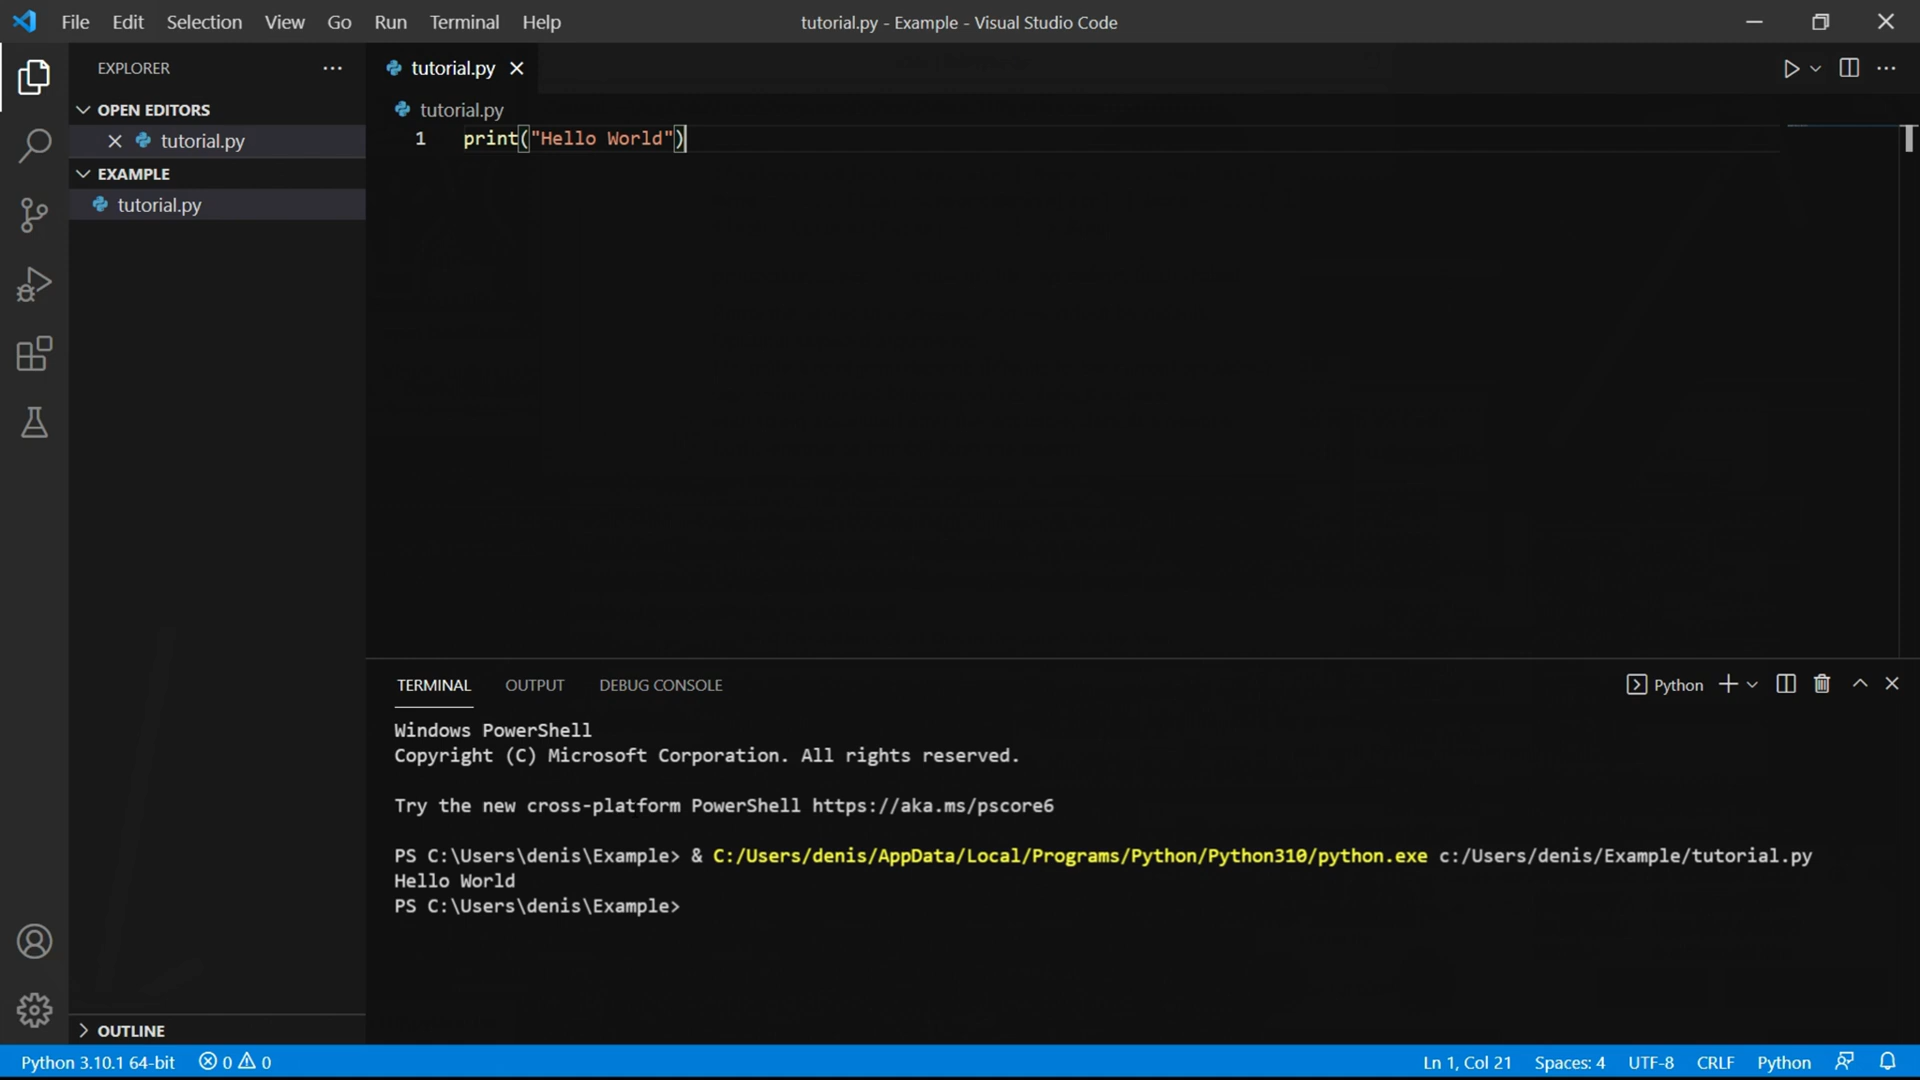 File Edit Selection View Go Run Terminal Help
tutorial.py - Example - Visual Studio Code
EXPLORER
OPEN EDITORS
tutorial.py
EXAMPLE
tutorial.py
OUTLINE
tutorial.py
tutorial.py
1 print("Hello World")
TERMINAL OUTPUT DEBUG CONSOLE
Python
Windows PowerShell
Copyright (C) Microsoft Corporation. All rights reserved.
Try the new cross-platform PowerShell https://aka.ms/pscore6
PS C:\Users\denis\Example> & C:/Users/denis/AppData/Local/Programs/Python/Python310/python.exe c:/Users/denis/Example/tutorial.py
Hello World
PS C:\Users\denis\Example>
Python 3.10.1 64-bit 0 0 Ln 1, Col 21 Spaces: 4 UTF-8 CRLF Python